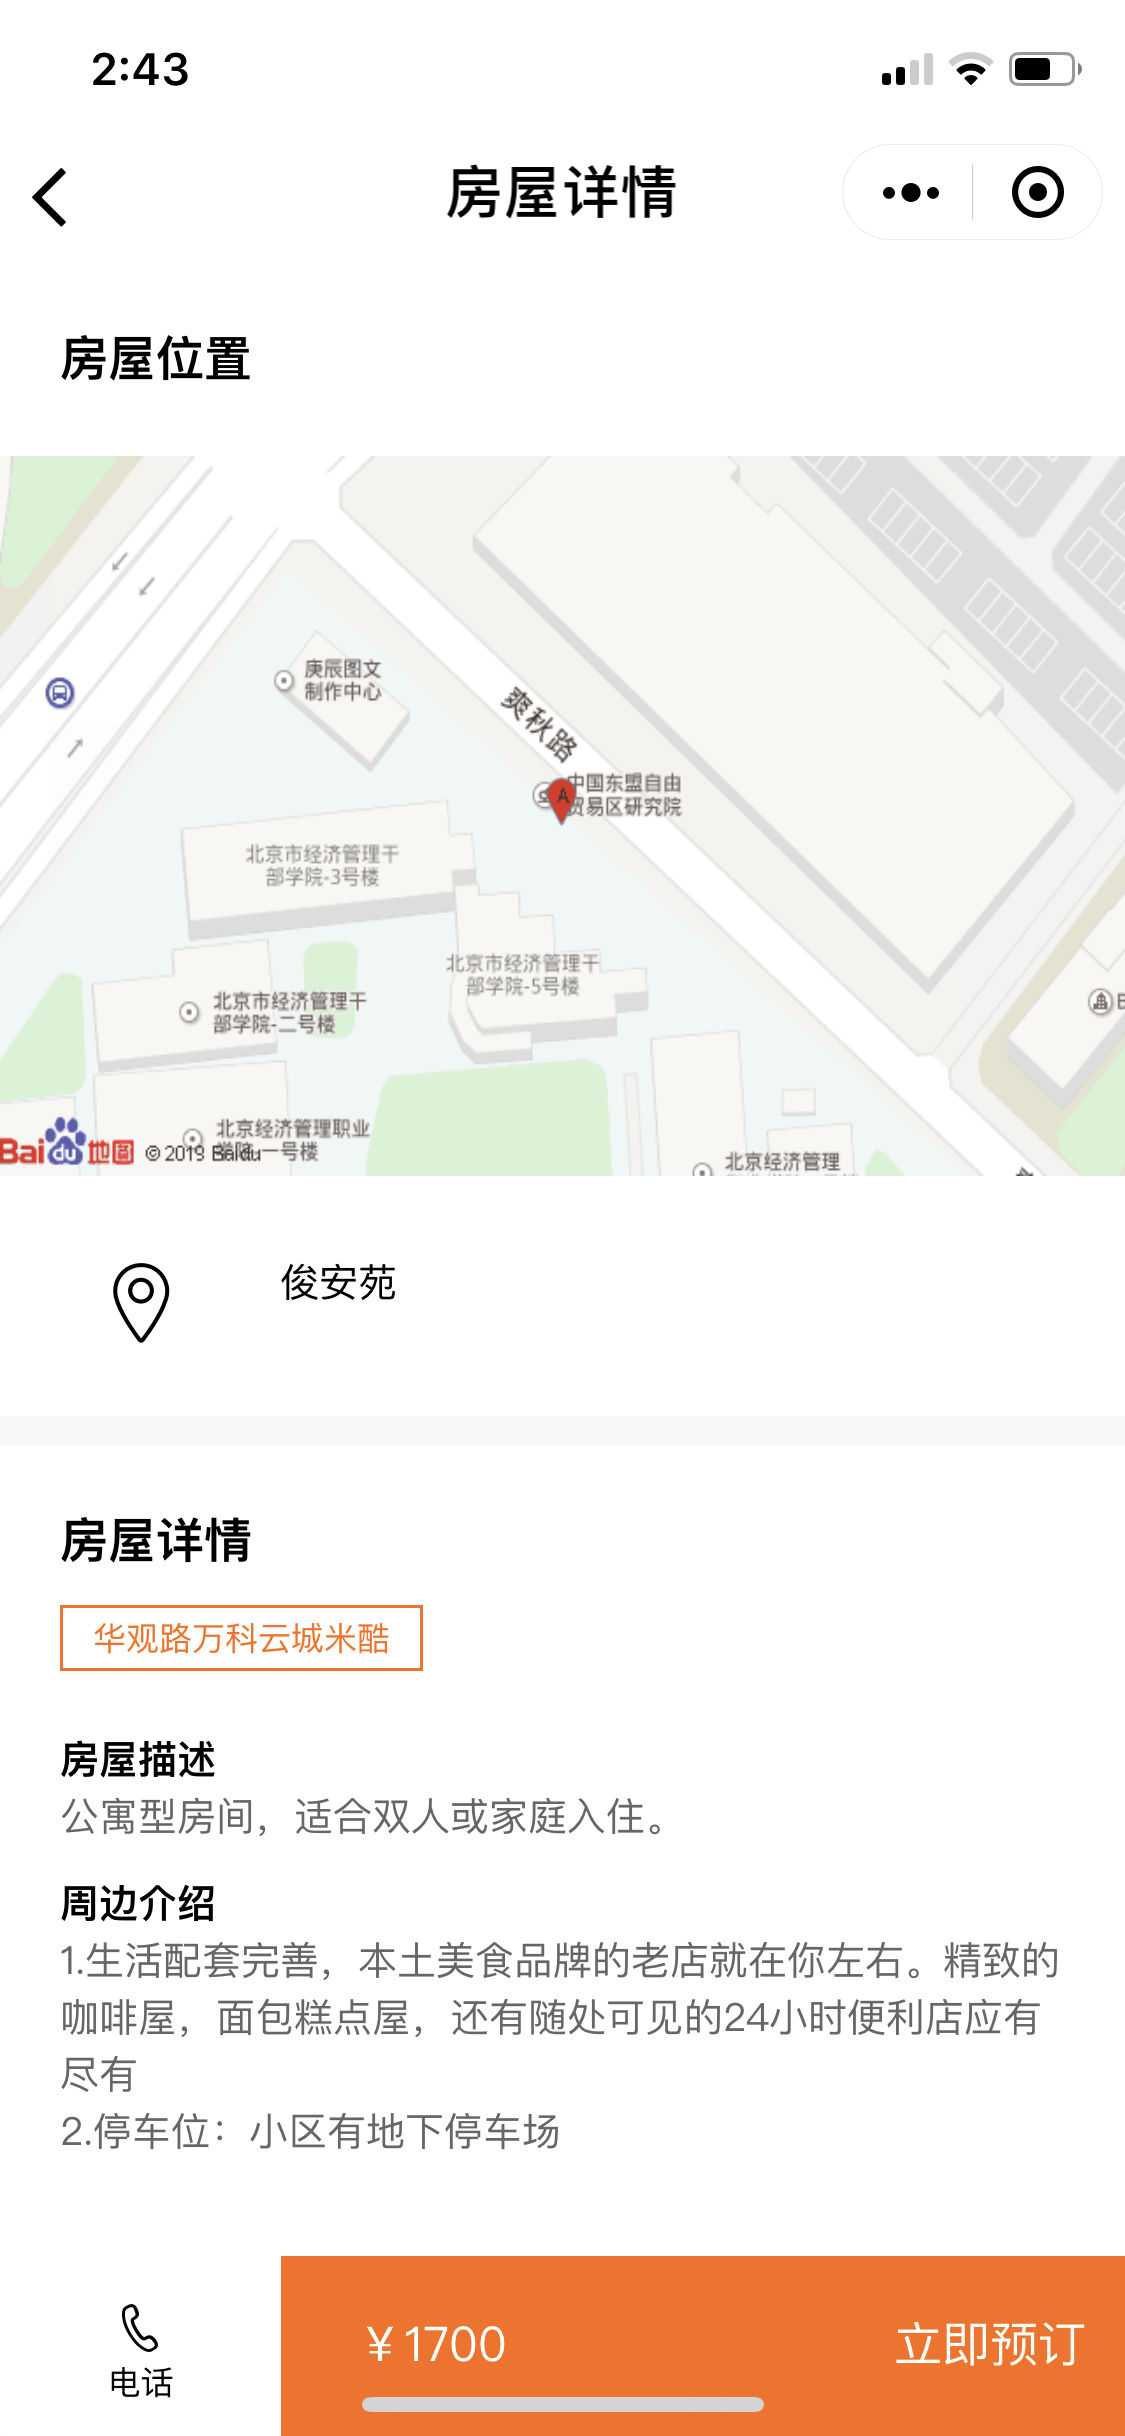 2:43
房屋详情
房屋位置
庚辰图文
制作中心
爽秋路
中国东盟自由
贸易区研究院
A
北京市经济管理干
部学院-3号楼
北京市经济管理干
部学院-5号楼
北京市经济管理干
部学院-二号楼
北京经济管理职业
学院-一号楼
Baidu地图 © 2019 Baidu
北京经济管理
俊安苑
房屋详情
华观路万科云城米酷
房屋描述
公寓型房间，适合双人或家庭入住。
周边介绍
1.生活配套完善，本土美食品牌的老店就在你左右。精致的
咖啡屋，面包糕点屋，还有随处可见的24小时便利店应有
尽有
2.停车位：小区有地下停车场
电话
¥1700
立即预订